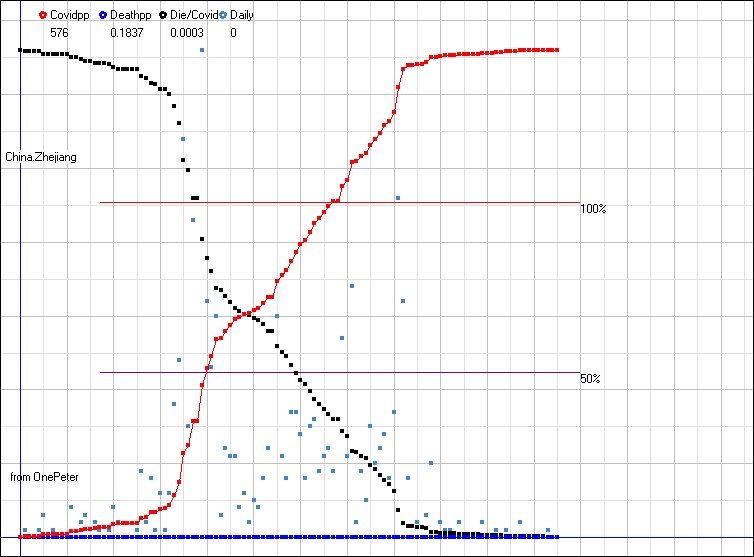 Covidpp Deathpp Die/Covid Daily
576 0.1837 0.0003 0
China.Zhejiang
100%
50%
from OnePeter